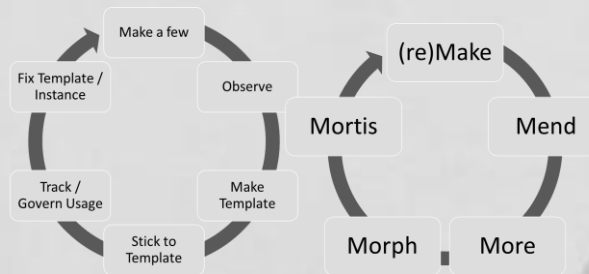 Make a few
Observe
Make
Template
Stick to
Template
Track /
Govern Usage
Fix Template /
Instance
(re)Make
Mend
More
Morph
Mortis